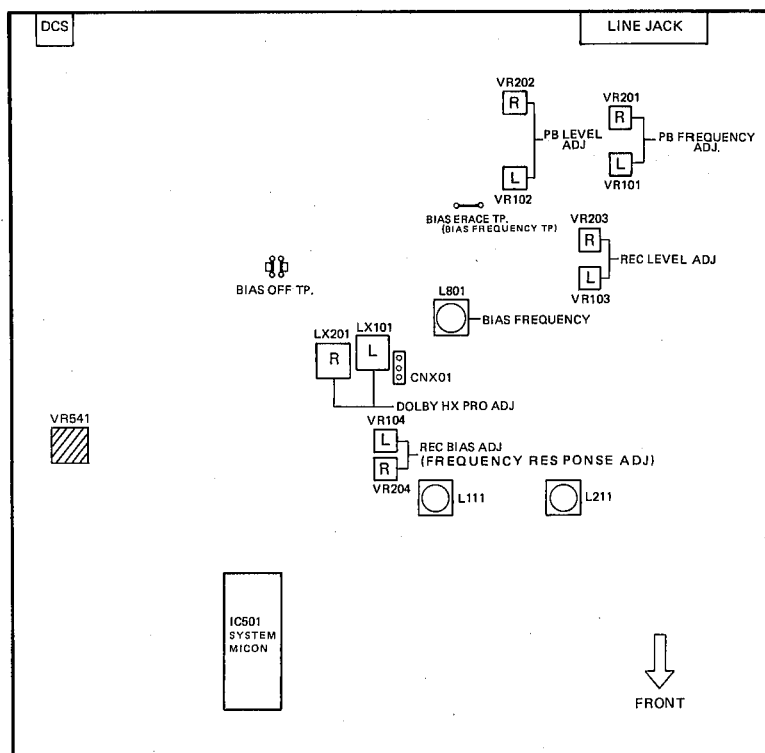 DCS
LINE JACK
VR202
R
L
VR102
PB LEVEL
ADJ
VR201
R
L
VR101
PB FREQUENCY
ADJ.
BIAS ERACE TP.
(BIAS FREQUENCY TP)
VR203
R
L
VR103
REC LEVEL ADJ
BIAS OFF TP.
L801
BIAS FREQUENCY
LX201
R
LX101
L
CNX01
DOLBY HX PRO ADJ
VR541
VR104
L
R
VR204
REC BIAS ADJ
(FREQUENCY RESPONSE ADJ)
L111
L211
IC501
SYSTEM
MICON
FRONT